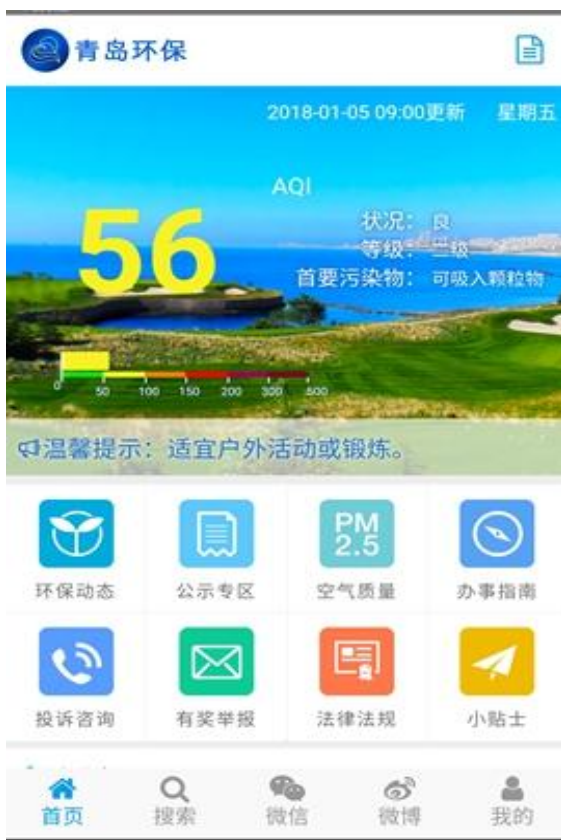 青岛环保
2018-01-05 09:00更新 星期五
AQI
56
状况： 良
等级： 二级
首要污染物： 可吸入颗粒物
0 50 100 150 200 300 500
温馨提示：适宜户外活动或锻炼。
PM
2.5
环保动态 公示专区 空气质量 办事指南
投诉咨询 有奖举报 法律法规 小贴士
首页 搜索 微信 微博 我的